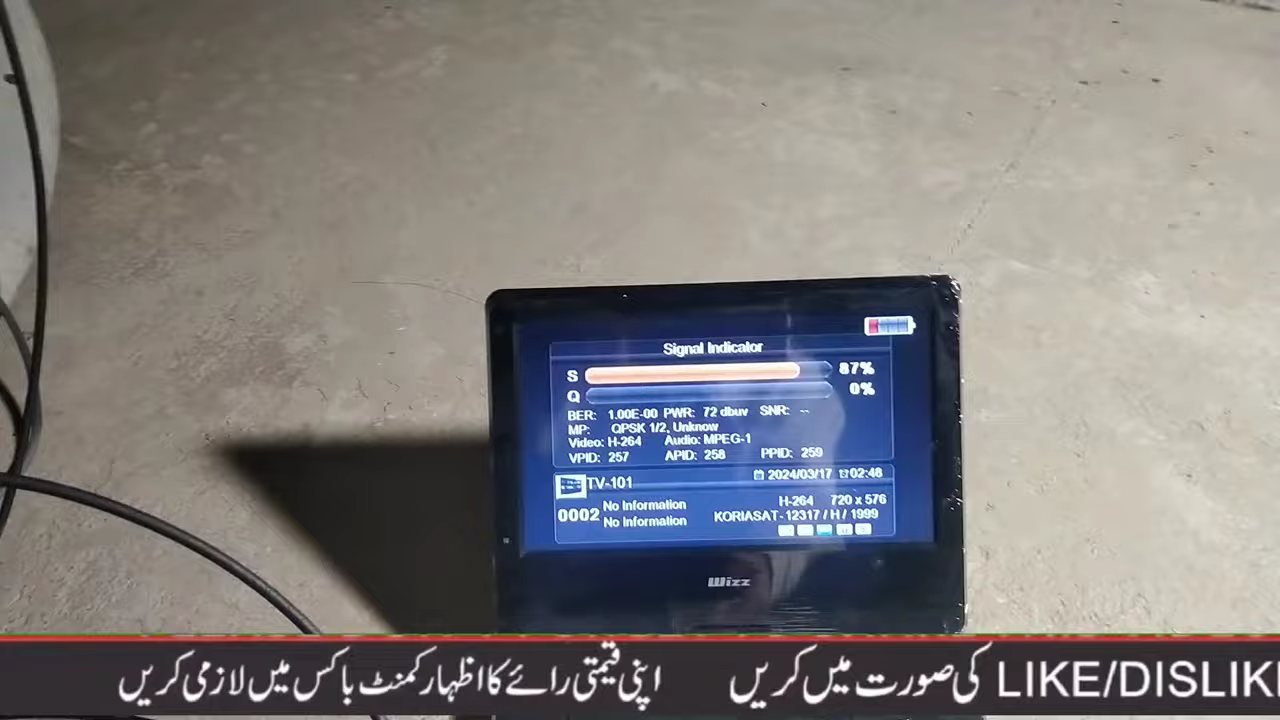 Signal Indicator
S 87%
Q 0%
BER: 1.00E-00 PWR: 72 dbuv SNR: --
MP: QPSK 1/2, Unknow
Video: H-264 Audio: MPEG-1
VPID: 257 APID: 258 PPID: 259
TV-101 2024/03/17 02:48
0002 No Information H-264 720 x 576
No Information KORIASAT - 12317 / H / 1999
Wizz
LIKE/DISLIKE کی صورت میں کریں اپنی قیمتی رائے کا اظہار کمنٹ باکس میں لازمی کریں